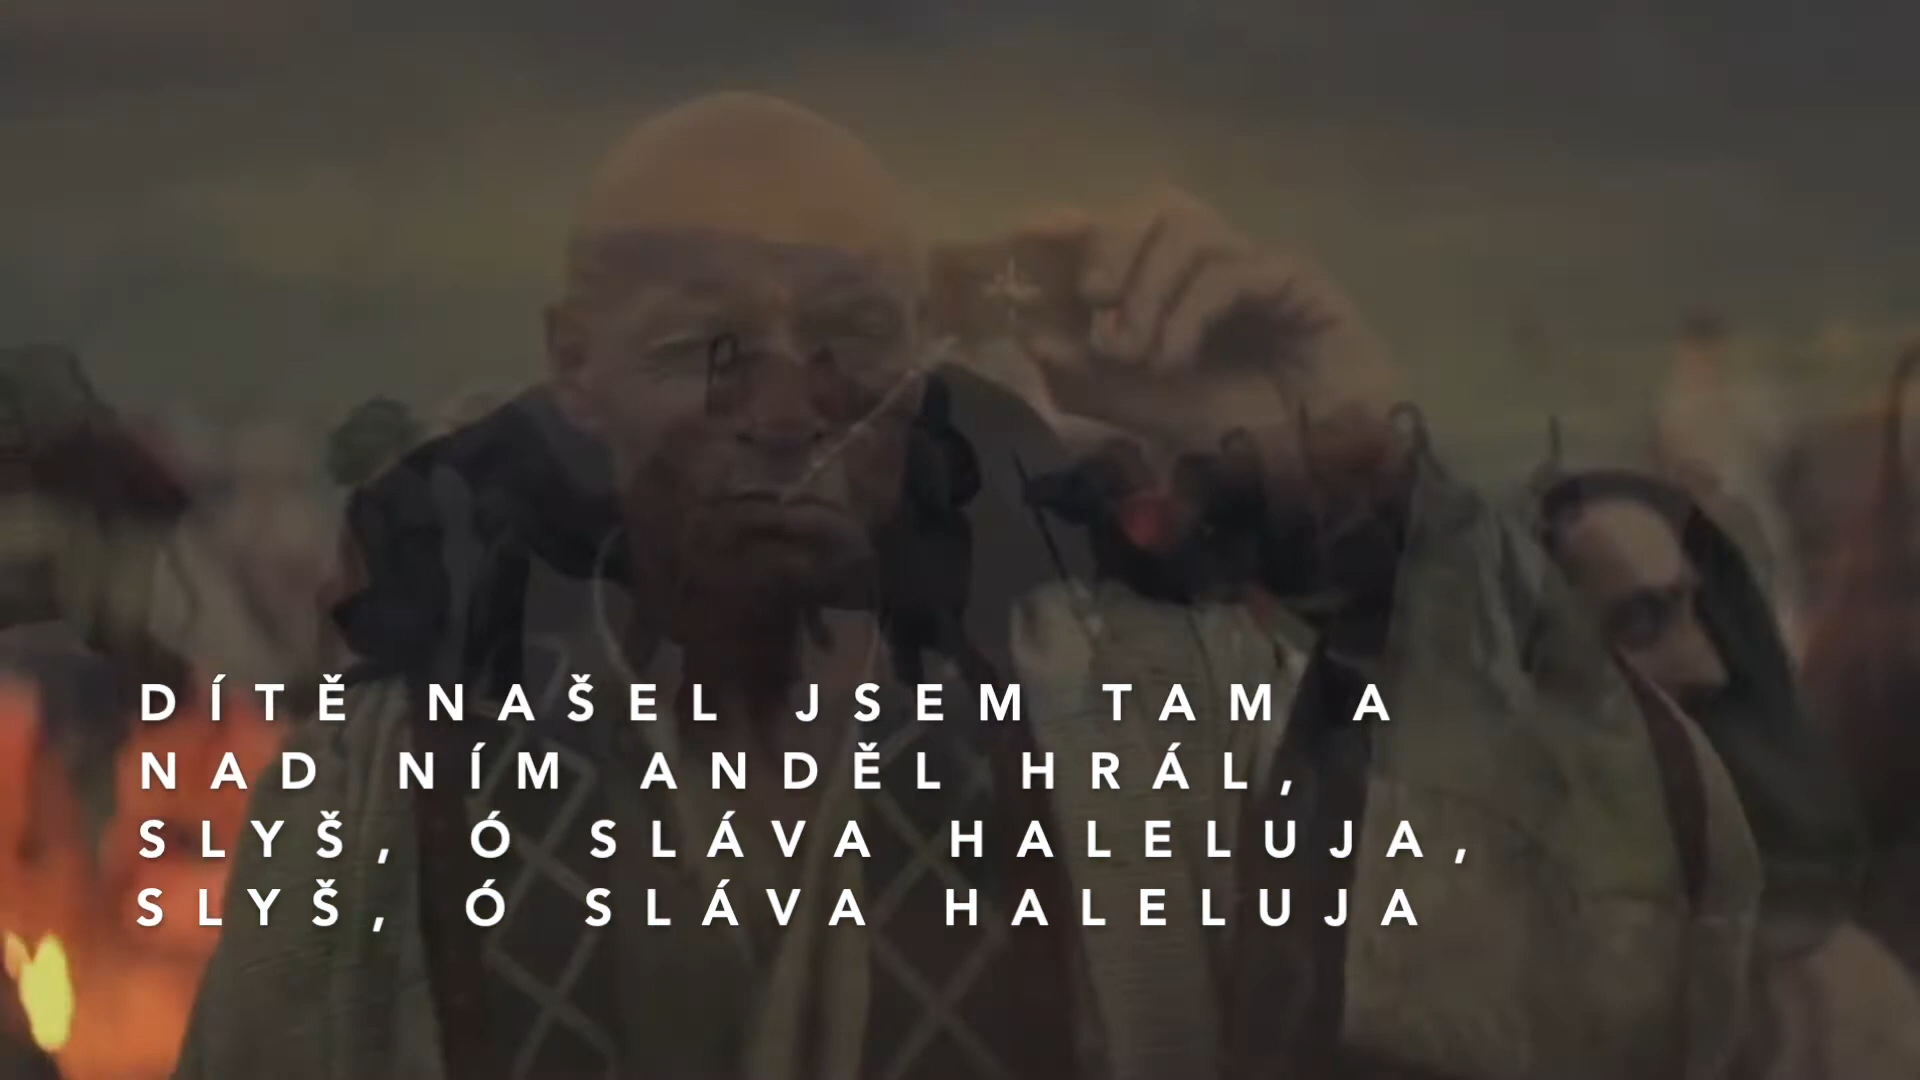 DÍTĚ NAŠEL JSEM TAM A
NAD NÍM ANDĚL HRÁL,
SLYŠ, Ó SLÁVA HALELUJA,
SLYŠ, Ó SLÁVA HALELUJA